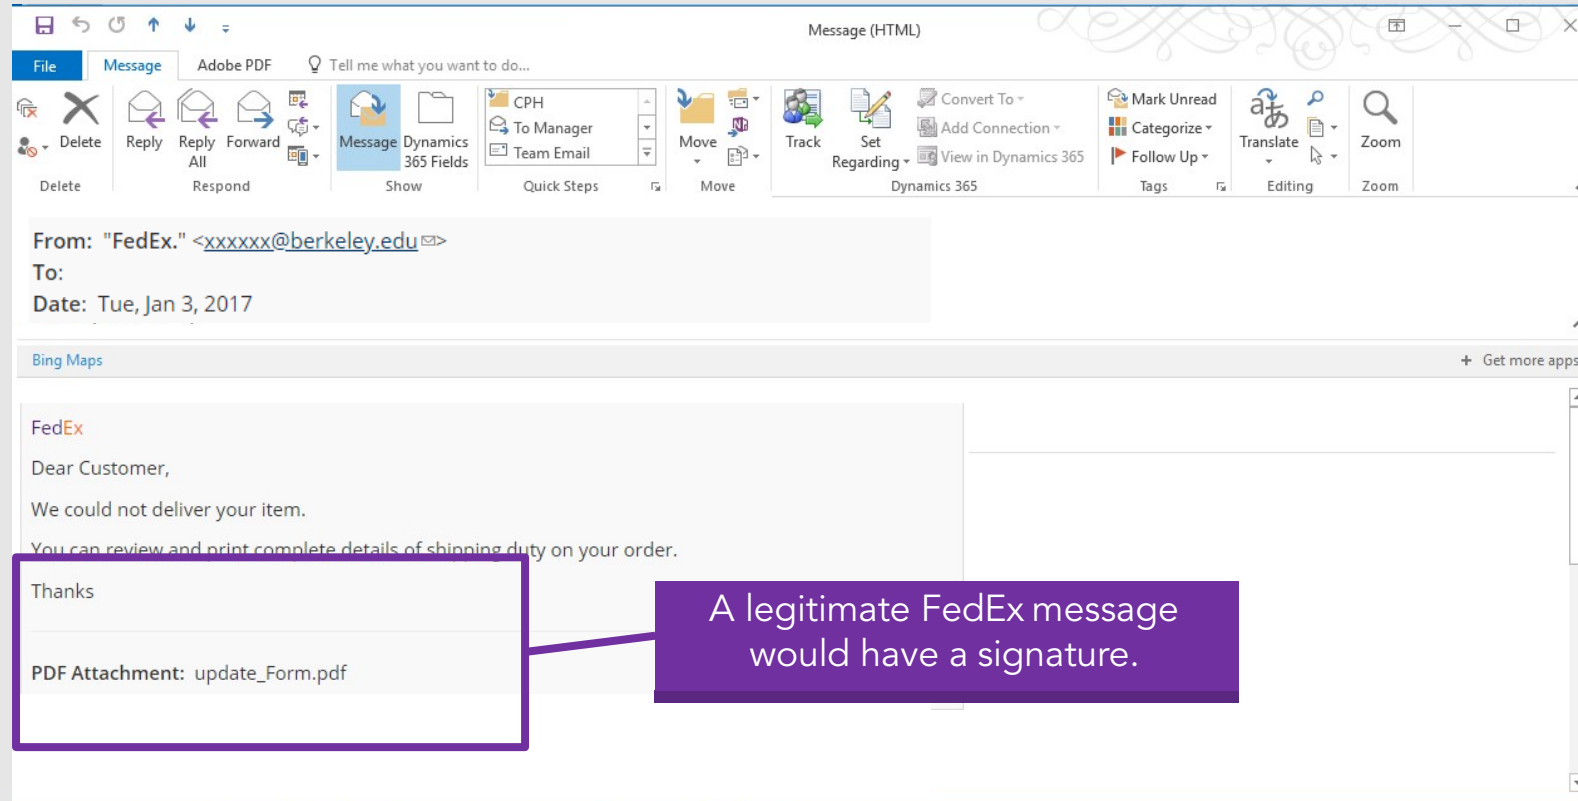 Message (HTML)
File Message Adobe PDF Tell me what you want to do...
Delete
Reply
Reply All
Forward
Message
Dynamics 365 Fields
CPH
To Manager
Team Email
Move
Track
Set Regarding
Convert To
Add Connection
View in Dynamics 365
Mark Unread
Categorize
Follow Up
Translate
Zoom
Delete Respond Show Quick Steps Move Dynamics 365 Tags Editing Zoom
From: "FedEx." <xxxxxx@berkeley.edu>
To:
Date: Tue, Jan 3, 2017
Bing Maps + Get more apps
FedEx
Dear Customer,
We could not deliver your item.
You can review and print complete details of shipping duty on your order.
Thanks
A legitimate FedEx message
would have a signature.
PDF Attachment: update_Form.pdf